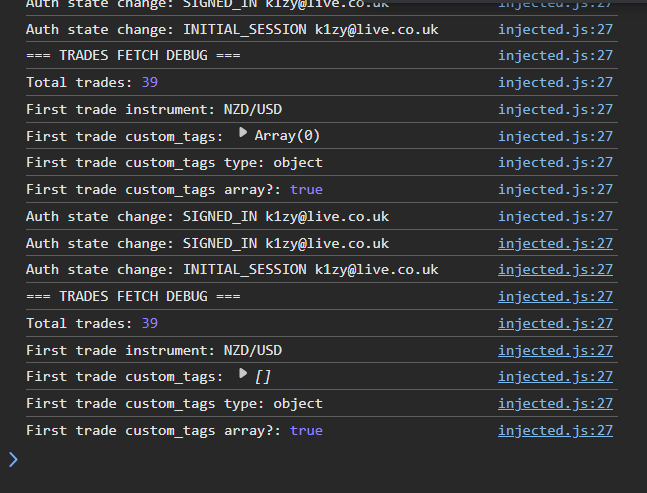 Auth state change: SIGNED_IN k1zy@live.co.uk injected.js:27
Auth state change: INITIAL_SESSION k1zy@live.co.uk injected.js:27
=== TRADES FETCH DEBUG === injected.js:27
Total trades: 39 injected.js:27
First trade instrument: NZD/USD injected.js:27
First trade custom_tags: ▶ Array(0) injected.js:27
First trade custom_tags type: object injected.js:27
First trade custom_tags array?: true injected.js:27
Auth state change: SIGNED_IN k1zy@live.co.uk injected.js:27
Auth state change: SIGNED_IN k1zy@live.co.uk injected.js:27
Auth state change: INITIAL_SESSION k1zy@live.co.uk injected.js:27
=== TRADES FETCH DEBUG === injected.js:27
Total trades: 39 injected.js:27
First trade instrument: NZD/USD injected.js:27
First trade custom_tags: ▶ [] injected.js:27
First trade custom_tags type: object injected.js:27
First trade custom_tags array?: true injected.js:27